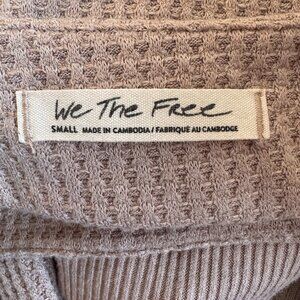 We The Free
SMALL MADE IN CAMBODIA / FABRIQUÉ AU CAMBODGE